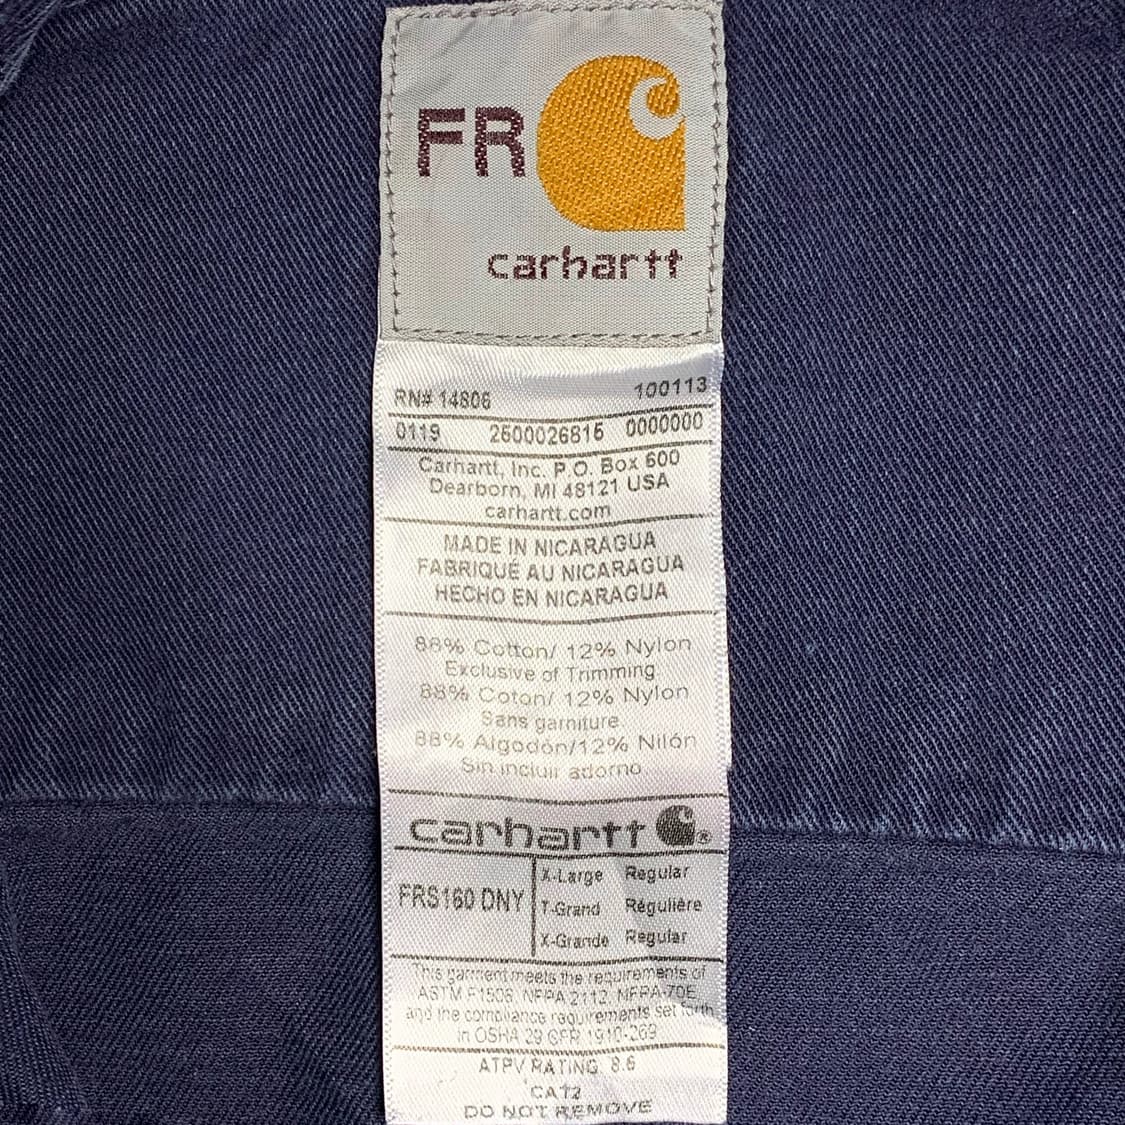 FR
carhartt
RN# 14806 100113
0119 2600026815 0000000
Carhartt, Inc. P.O. Box 600
Dearborn, MI 48121 USA
carhartt.com
MADE IN NICARAGUA
FABRIQUÉ AU NICARAGUA
HECHO EN NICARAGUA
88% Cotton/ 12% Nylon
Exclusive of Trimming
88% Coton/ 12% Nylon
Sans garniture
88% Algodón/12% Nilón
Sin incluir adorno
carhartt ®
FRS160 DNY
X-Large Regular
T-Grand Régulière
X-Grande Regular
This garment meets the requirements of
ASTM F1506, NFPA 2112, NFPA-70E
and the compliance requirements set forth
in OSHA 29 CFR 1910-269
ATPV RATING 8.6
CAT2
DO NOT REMOVE